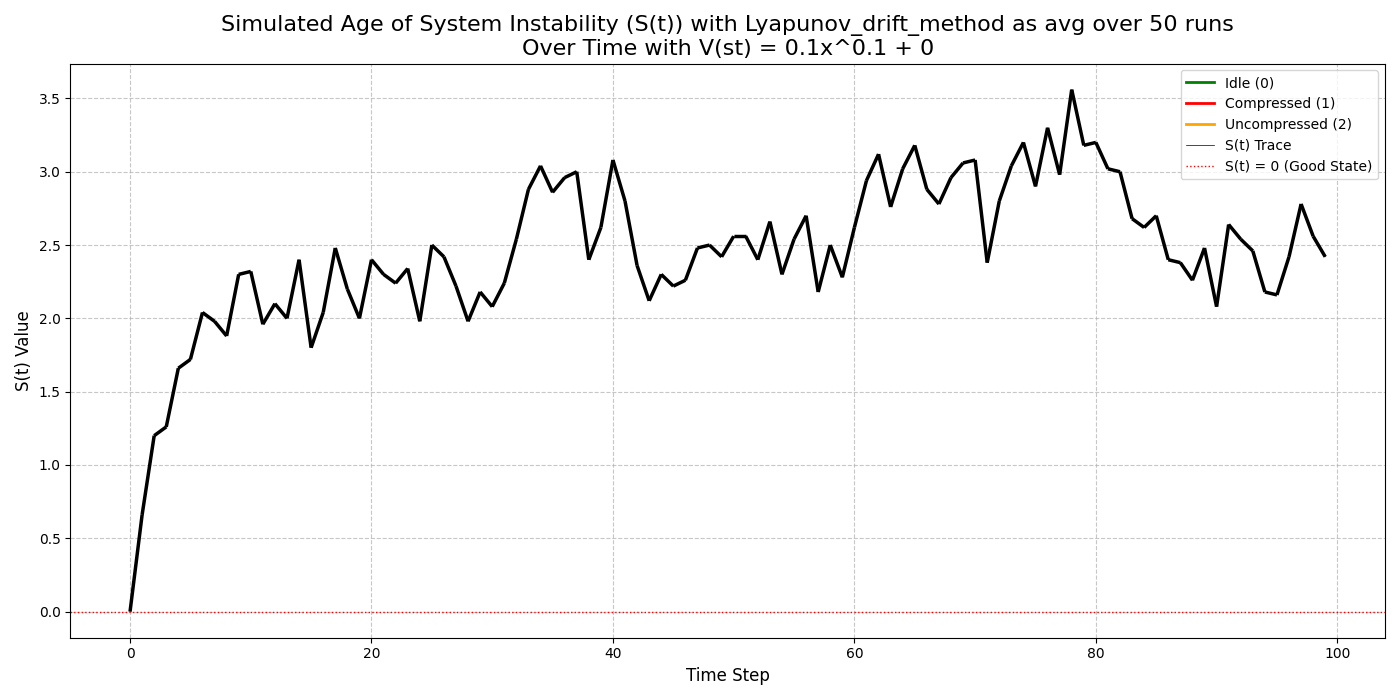 Simulated Age of System Instability (S(t)) with Lyapunov_drift_method as avg over 50 runs
Over Time with V(st) = 0.1x^0.1 + 0
Idle (0)
Compressed (1)
Uncompressed (2)
S(t) Trace
S(t) = 0 (Good State)
S(t) Value
3.5
3.0
2.5
2.0
1.5
1.0
0.5
0.0
0 20 40 60 80 100
Time Step